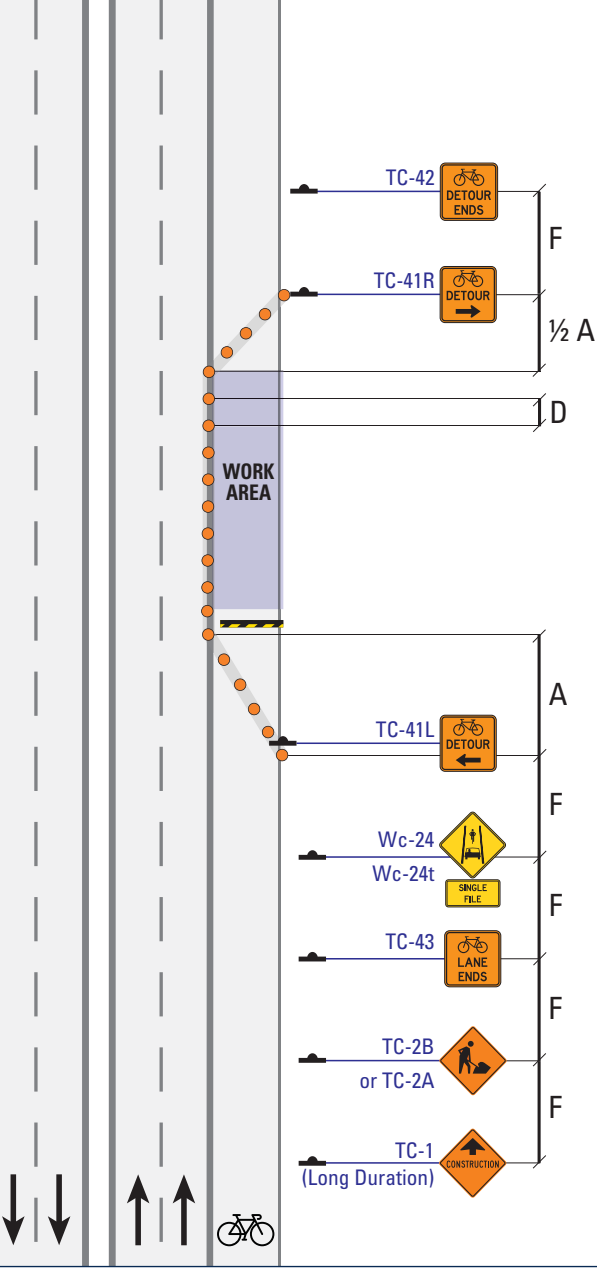 TC-42
DETOUR
ENDS
F
TC-41R
DETOUR
½ A
D
WORK
AREA
A
TC-41L
DETOUR
F
Wc-24
Wc-24t
SINGLE
FILE
F
TC-43
LANE
ENDS
F
TC-2B
or TC-2A
F
TC-1
(Long Duration)
CONSTRUCTION